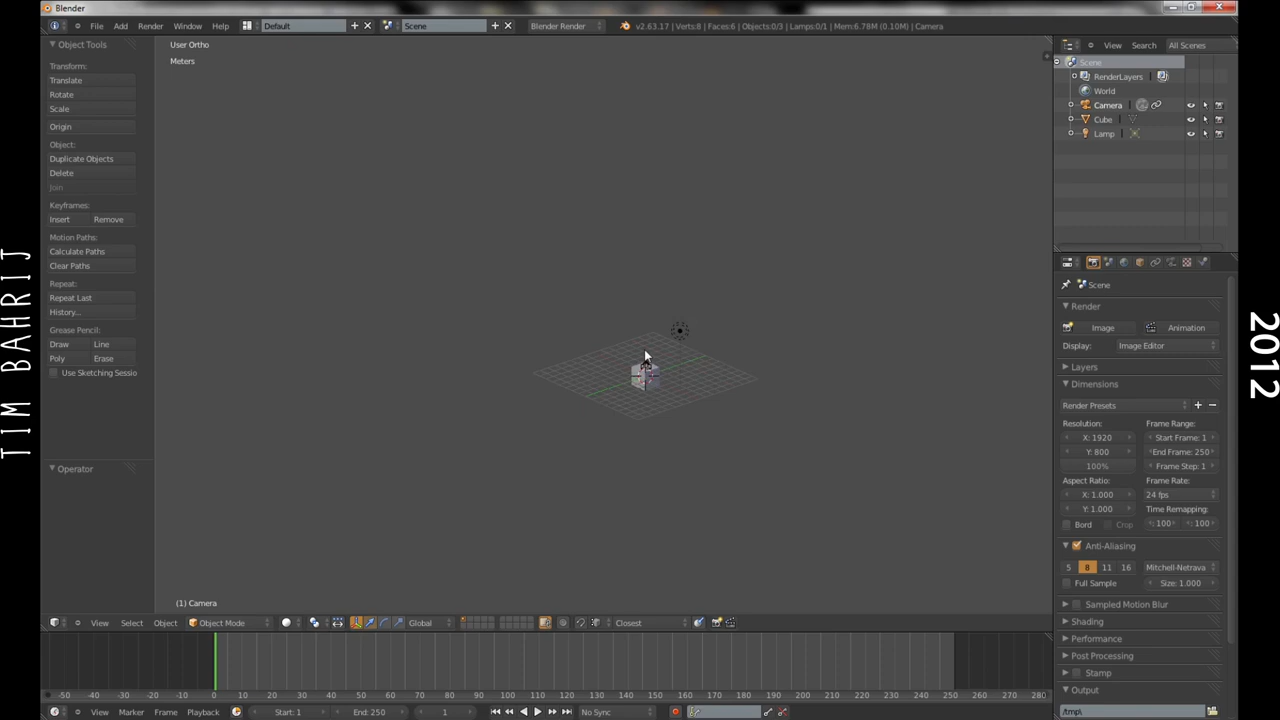 Blender
File
Add
Render
Window
Help
Default
Scene
Blender Render
v2.63.17 | Verts:8 | Faces:6 | Objects:0/3 | Lamps:0/1 | Mem:6.78M (0.10M) | Camera
View
Search
All Scenes
Scene
RenderLayers
World
Camera
Cube
Lamp
Object Tools
Transform:
Translate
Rotate
Scale
Origin
Object:
Duplicate Objects
Delete
Join
Keyframes:
Insert
Remove
Motion Paths:
Calculate Paths
Clear Paths
Repeat:
Repeat Last
History...
Grease Pencil:
Draw
Line
Poly
Erase
Use Sketching Sessio
Operator
User Ortho
Meters
(1) Camera
Scene
Render
Image
Animation
Display:
Image Editor
Layers
Dimensions
Render Presets
Resolution:
X: 1920
Y: 800
100%
Aspect Ratio:
X: 1.000
Y: 1.000
Bord
Crop
Frame Range:
Start Frame: 1
End Frame: 250
Frame Step: 1
Frame Rate:
24 fps
Time Remapping:
100
100
Anti-Aliasing
5
8
11
16
Mitchell-Netrava
Full Sample
Size: 1.000
Sampled Motion Blur
Shading
Performance
Post Processing
Stamp
Output
/tmp\
View
Select
Object
Object Mode
Global
Closest
-50 -40 -30 -20 -10 0 10 20 30 40 50 60 70 80 90 100 110 120 130 140 150 160 170 180 190 200 210 220 230 240 250 260 270 280
View
Marker
Frame
Playback
Start: 1
End: 250
1
No Sync
TIM BAHRIJ
2012